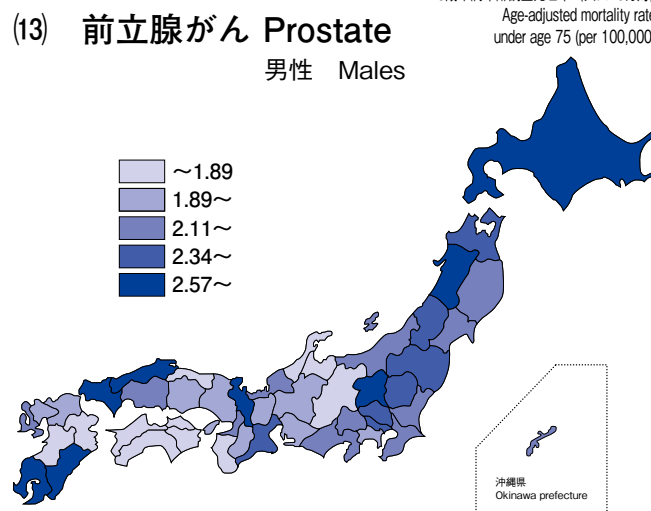 (13) 前立腺がん Prostate
男性 Males
Age-adjusted mortality rate
under age 75 (per 100,000
～1.89
1.89～
2.11～
2.34～
2.57～
沖縄県
Okinawa prefecture